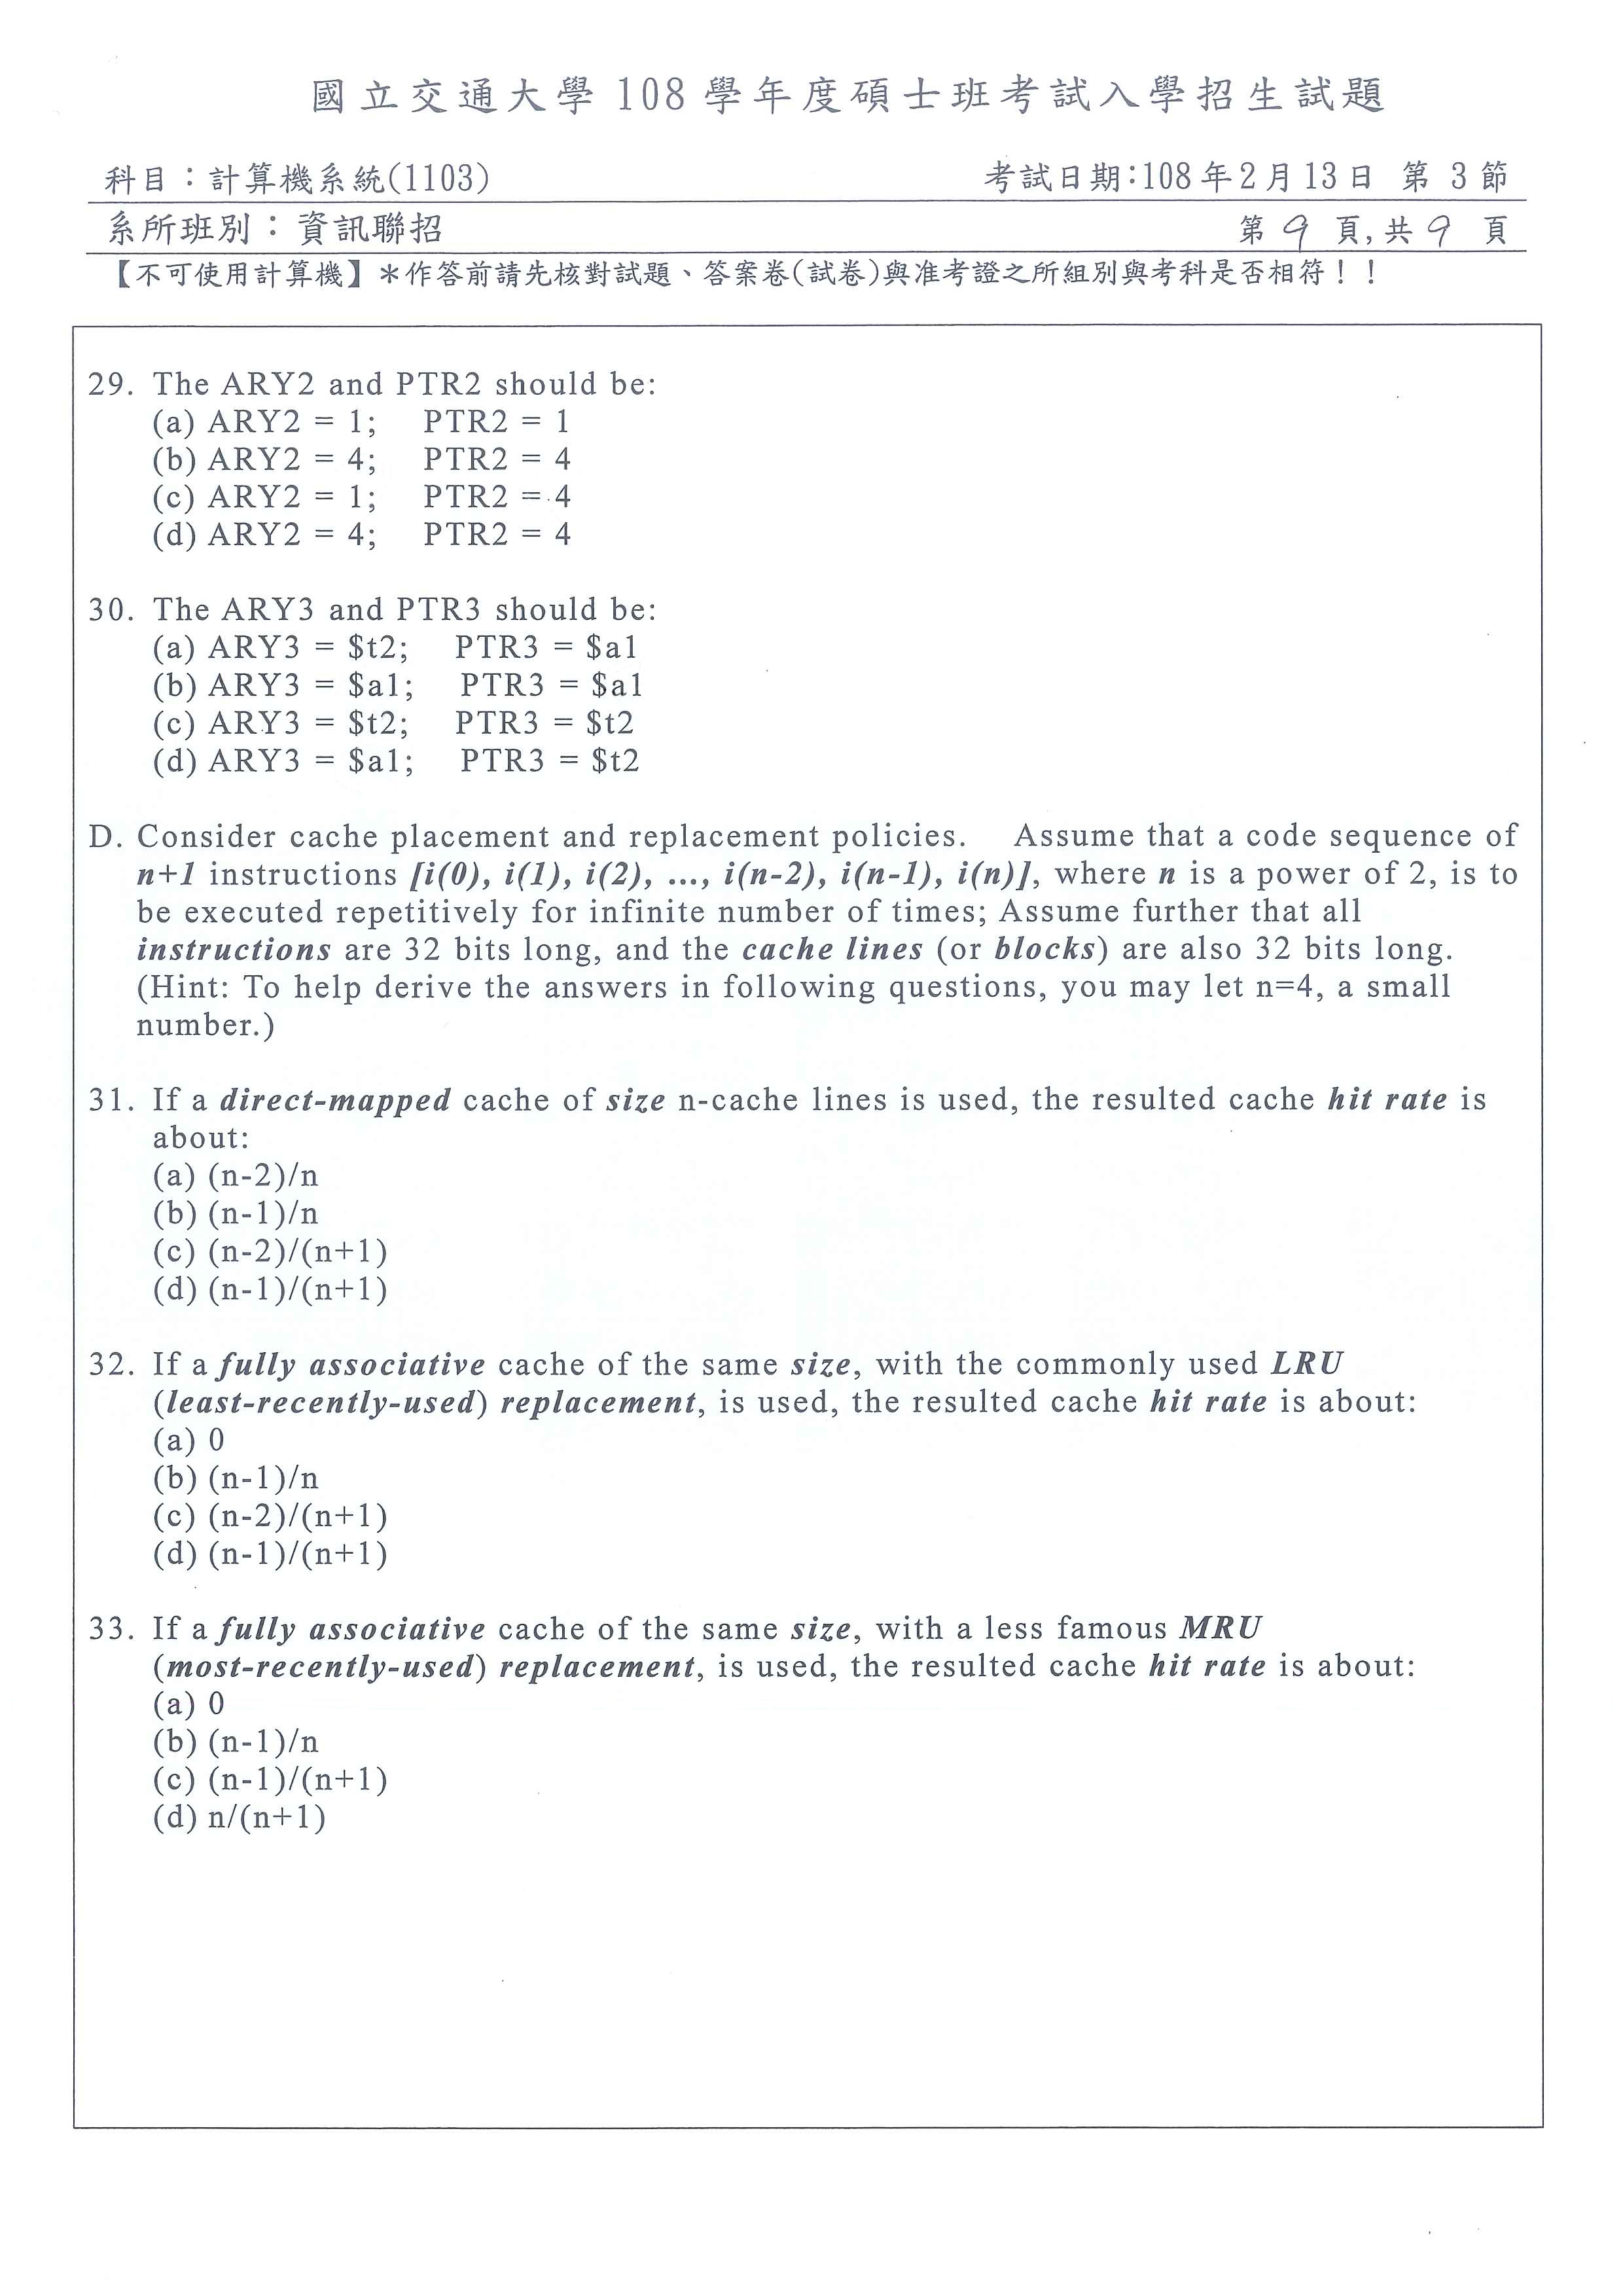 國立交通大學 108 學年度碩士班考試入學招生試題
科目：計算機系統(1103)
考試日期:108 年 2 月 13 日 第 3 節
系所班別：資訊聯招
第 9 頁, 共 9 頁
【不可使用計算機】＊作答前請先核對試題、答案卷(試卷)與准考證之所組別與考科是否相符！！
29. The ARY2 and PTR2 should be:
(a) ARY2 = 1; PTR2 = 1
(b) ARY2 = 4; PTR2 = 4
(c) ARY2 = 1; PTR2 = 4
(d) ARY2 = 4; PTR2 = 4
30. The ARY3 and PTR3 should be:
(a) ARY3 = $t2; PTR3 = $a1
(b) ARY3 = $a1; PTR3 = $a1
(c) ARY3 = $t2; PTR3 = $t2
(d) ARY3 = $a1; PTR3 = $t2
D. Consider cache placement and replacement policies. Assume that a code sequence of
n+1 instructions [i(0), i(1), i(2), ..., i(n-2), i(n-1), i(n)], where n is a power of 2, is to
be executed repetitively for infinite number of times; Assume further that all
instructions are 32 bits long, and the cache lines (or blocks) are also 32 bits long.
(Hint: To help derive the answers in following questions, you may let n=4, a small
number.)
31. If a direct-mapped cache of size n-cache lines is used, the resulted cache hit rate is
about:
(a) (n-2)/n
(b) (n-1)/n
(c) (n-2)/(n+1)
(d) (n-1)/(n+1)
32. If a fully associative cache of the same size, with the commonly used LRU
(least-recently-used) replacement, is used, the resulted cache hit rate is about:
(a) 0
(b) (n-1)/n
(c) (n-2)/(n+1)
(d) (n-1)/(n+1)
33. If a fully associative cache of the same size, with a less famous MRU
(most-recently-used) replacement, is used, the resulted cache hit rate is about:
(a) 0
(b) (n-1)/n
(c) (n-1)/(n+1)
(d) n/(n+1)